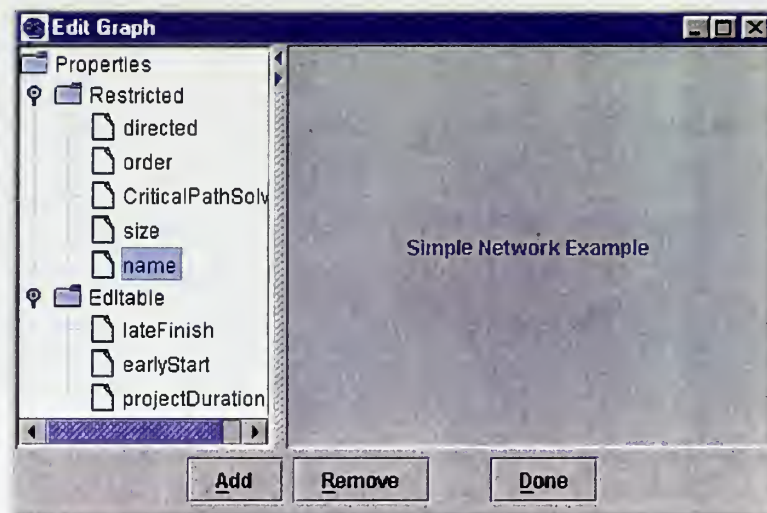 Edit Graph
Properties
Restricted
directed
order
CriticalPathSolv
size
name
Editable
lateFinish
earlyStart
projectDuration
Simple Network Example
Add
Remove
Done